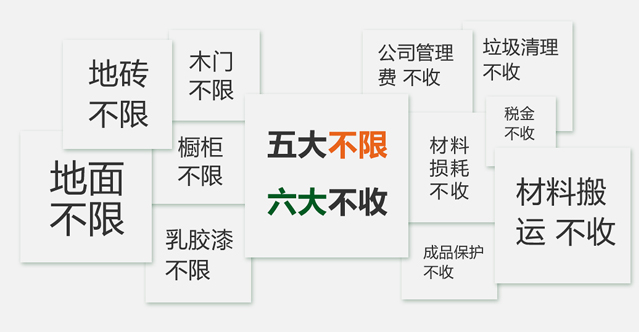 地砖
不限
木门
不限
地面
不限
橱柜
不限
乳胶漆
不限
五大不限
六大不收
公司管理
费 不收
垃圾清理
不收
税金
不收
材料
损耗
不收
材料搬
运 不收
成品保护
不收